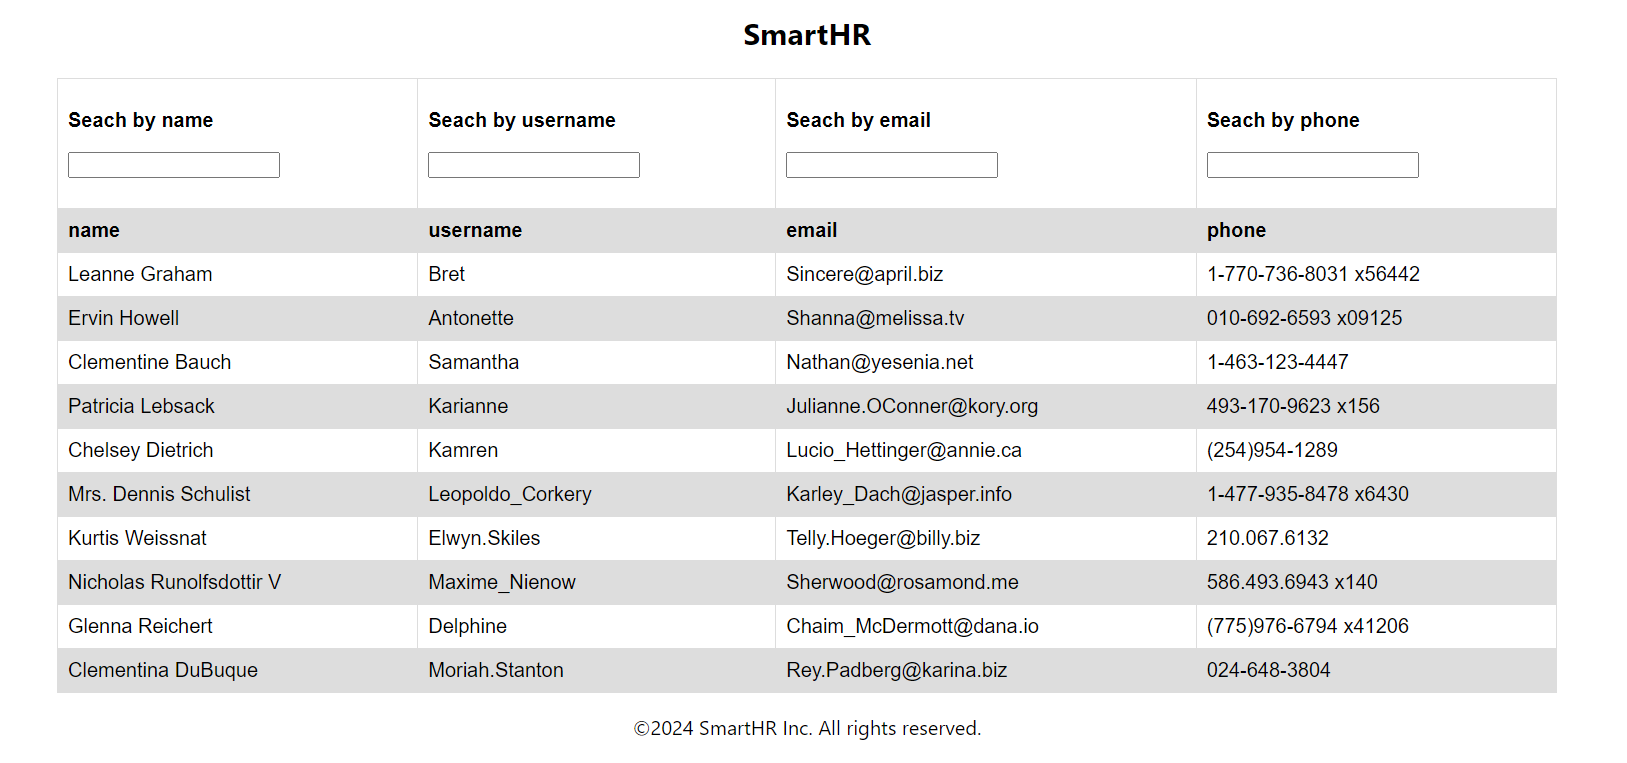 SmartHR
Seach by name Seach by username Seach by email Seach by phone
name username email phone
Leanne Graham Bret Sincere@april.biz 1-770-736-8031 x56442
Ervin Howell Antonette Shanna@melissa.tv 010-692-6593 x09125
Clementine Bauch Samantha Nathan@yesenia.net 1-463-123-4447
Patricia Lebsack Karianne Julianne.OConner@kory.org 493-170-9623 x156
Chelsey Dietrich Kamren Lucio_Hettinger@annie.ca (254)954-1289
Mrs. Dennis Schulist Leopoldo_Corkery Karley_Dach@jasper.info 1-477-935-8478 x6430
Kurtis Weissnat Elwyn.Skiles Telly.Hoeger@billy.biz 210.067.6132
Nicholas Runolfsdottir V Maxime_Nienow Sherwood@rosamond.me 586.493.6943 x140
Glenna Reichert Delphine Chaim_McDermott@dana.io (775)976-6794 x41206
Clementina DuBuque Moriah.Stanton Rey.Padberg@karina.biz 024-648-3804
©2024 SmartHR Inc. All rights reserved.